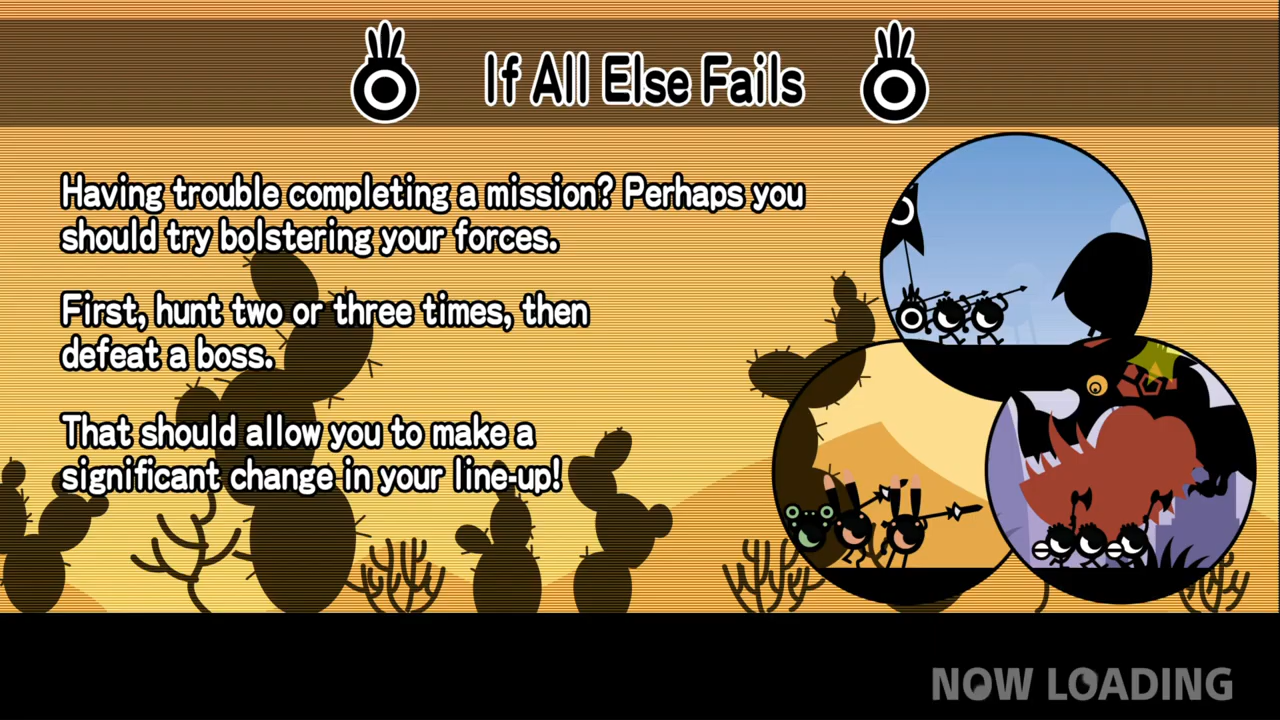 If All Else Fails
Having trouble completing a mission? Perhaps you
should try bolstering your forces.
First, hunt two or three times, then
defeat a boss.
That should allow you to make a
significant change in your line-up!
NOW LOADING